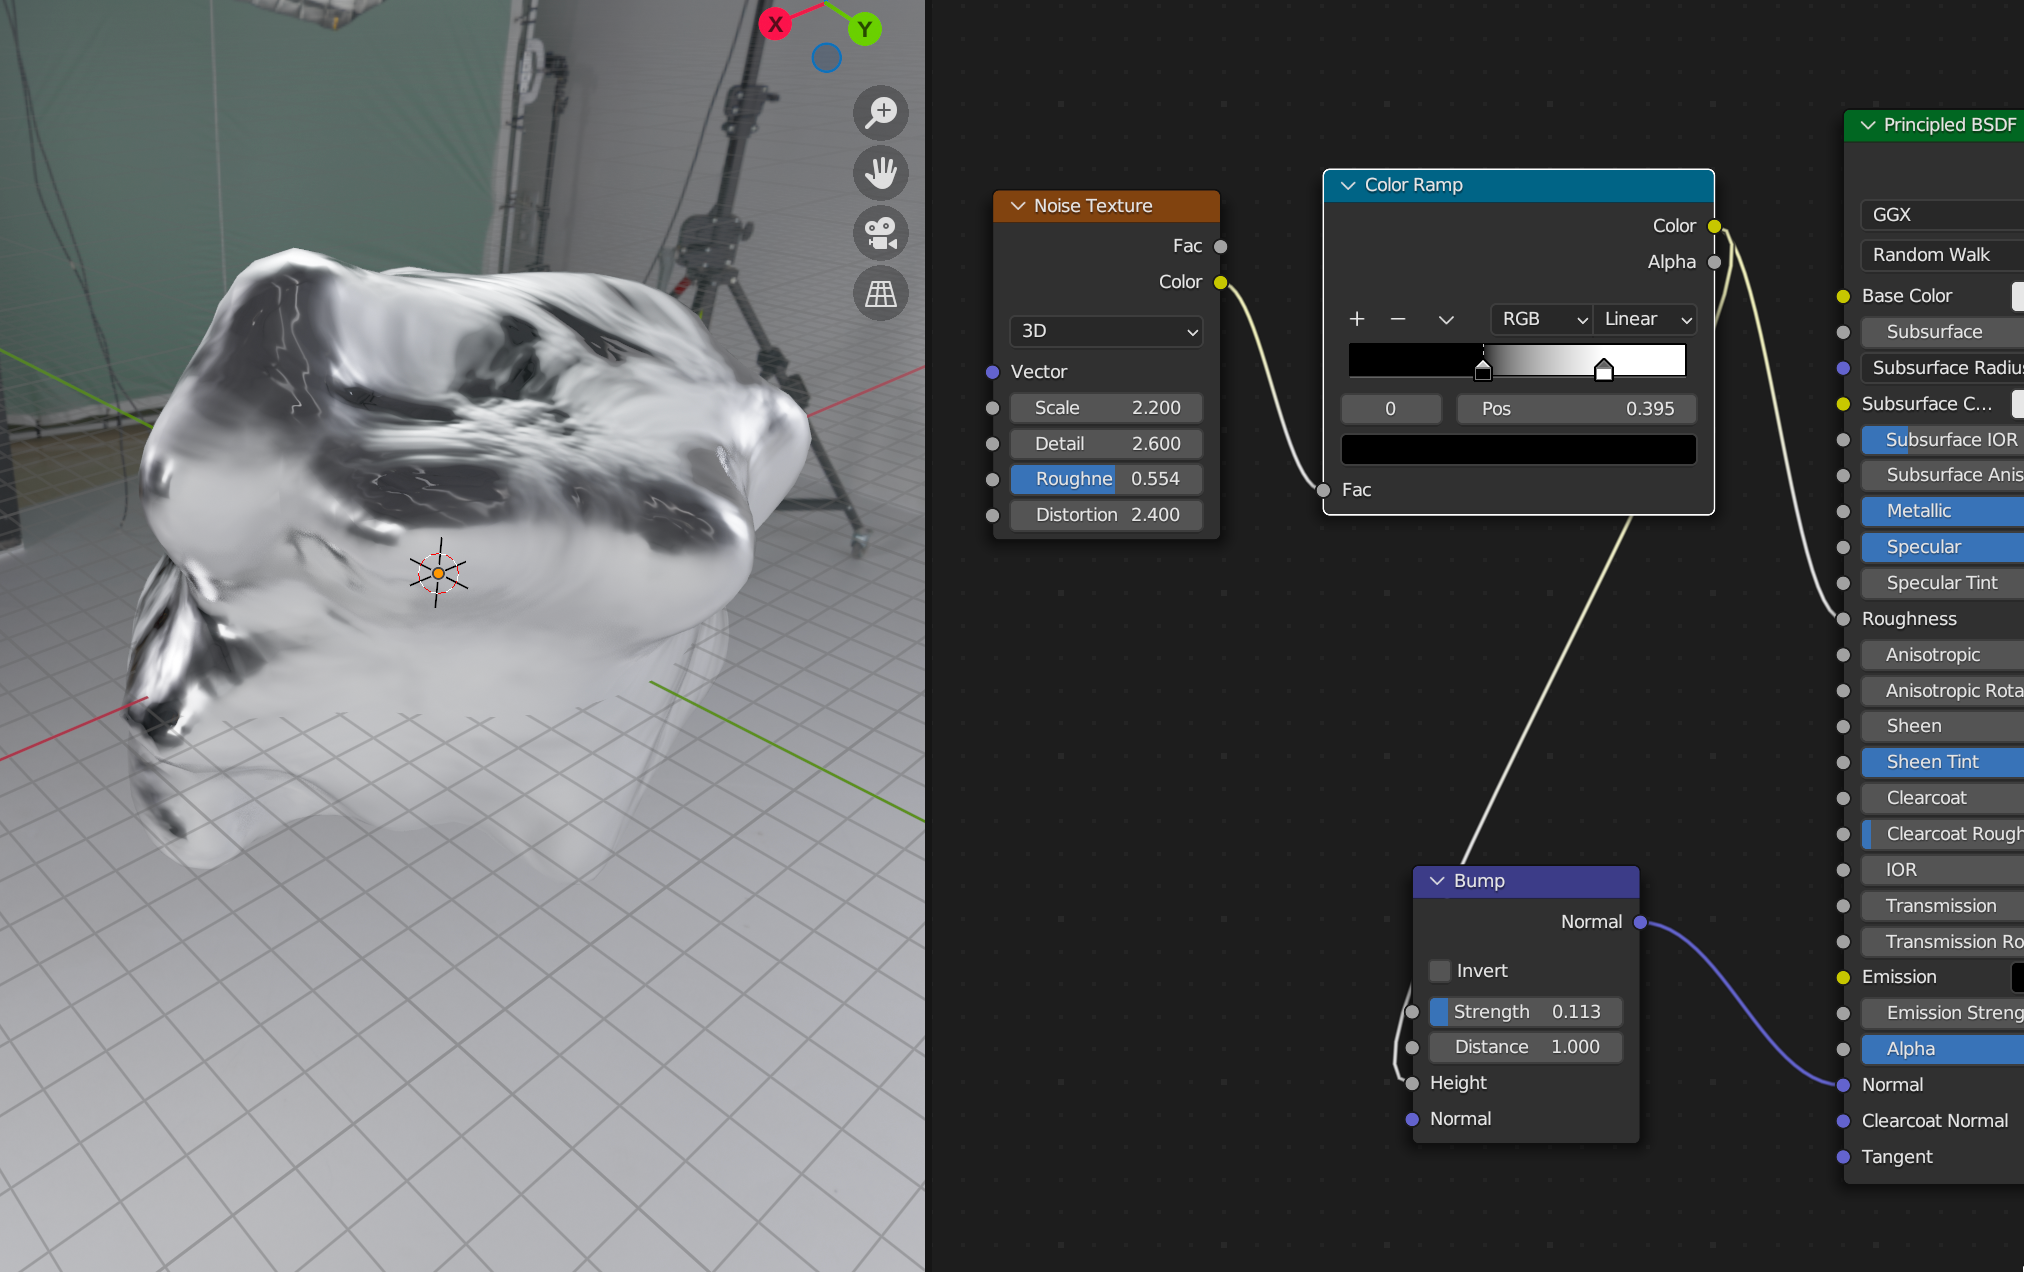 X
Y
Noise Texture
Fac
Color
3D
Vector
Scale 2.200
Detail 2.600
Roughne 0.554
Distortion 2.400
Color Ramp
Color
Alpha
RGB Linear
0 Pos 0.395
Fac
Bump
Normal
Invert
Strength 0.113
Distance 1.000
Height
Normal
Principled BSDF
GGX
Random Walk
Base Color
Subsurface
Subsurface Radiu
Subsurface C...
Subsurface IOR
Subsurface Anis
Metallic
Specular
Specular Tint
Roughness
Anisotropic
Anisotropic Rota
Sheen
Sheen Tint
Clearcoat
Clearcoat Rough
IOR
Transmission
Transmission Ro
Emission
Emission Streng
Alpha
Normal
Clearcoat Normal
Tangent